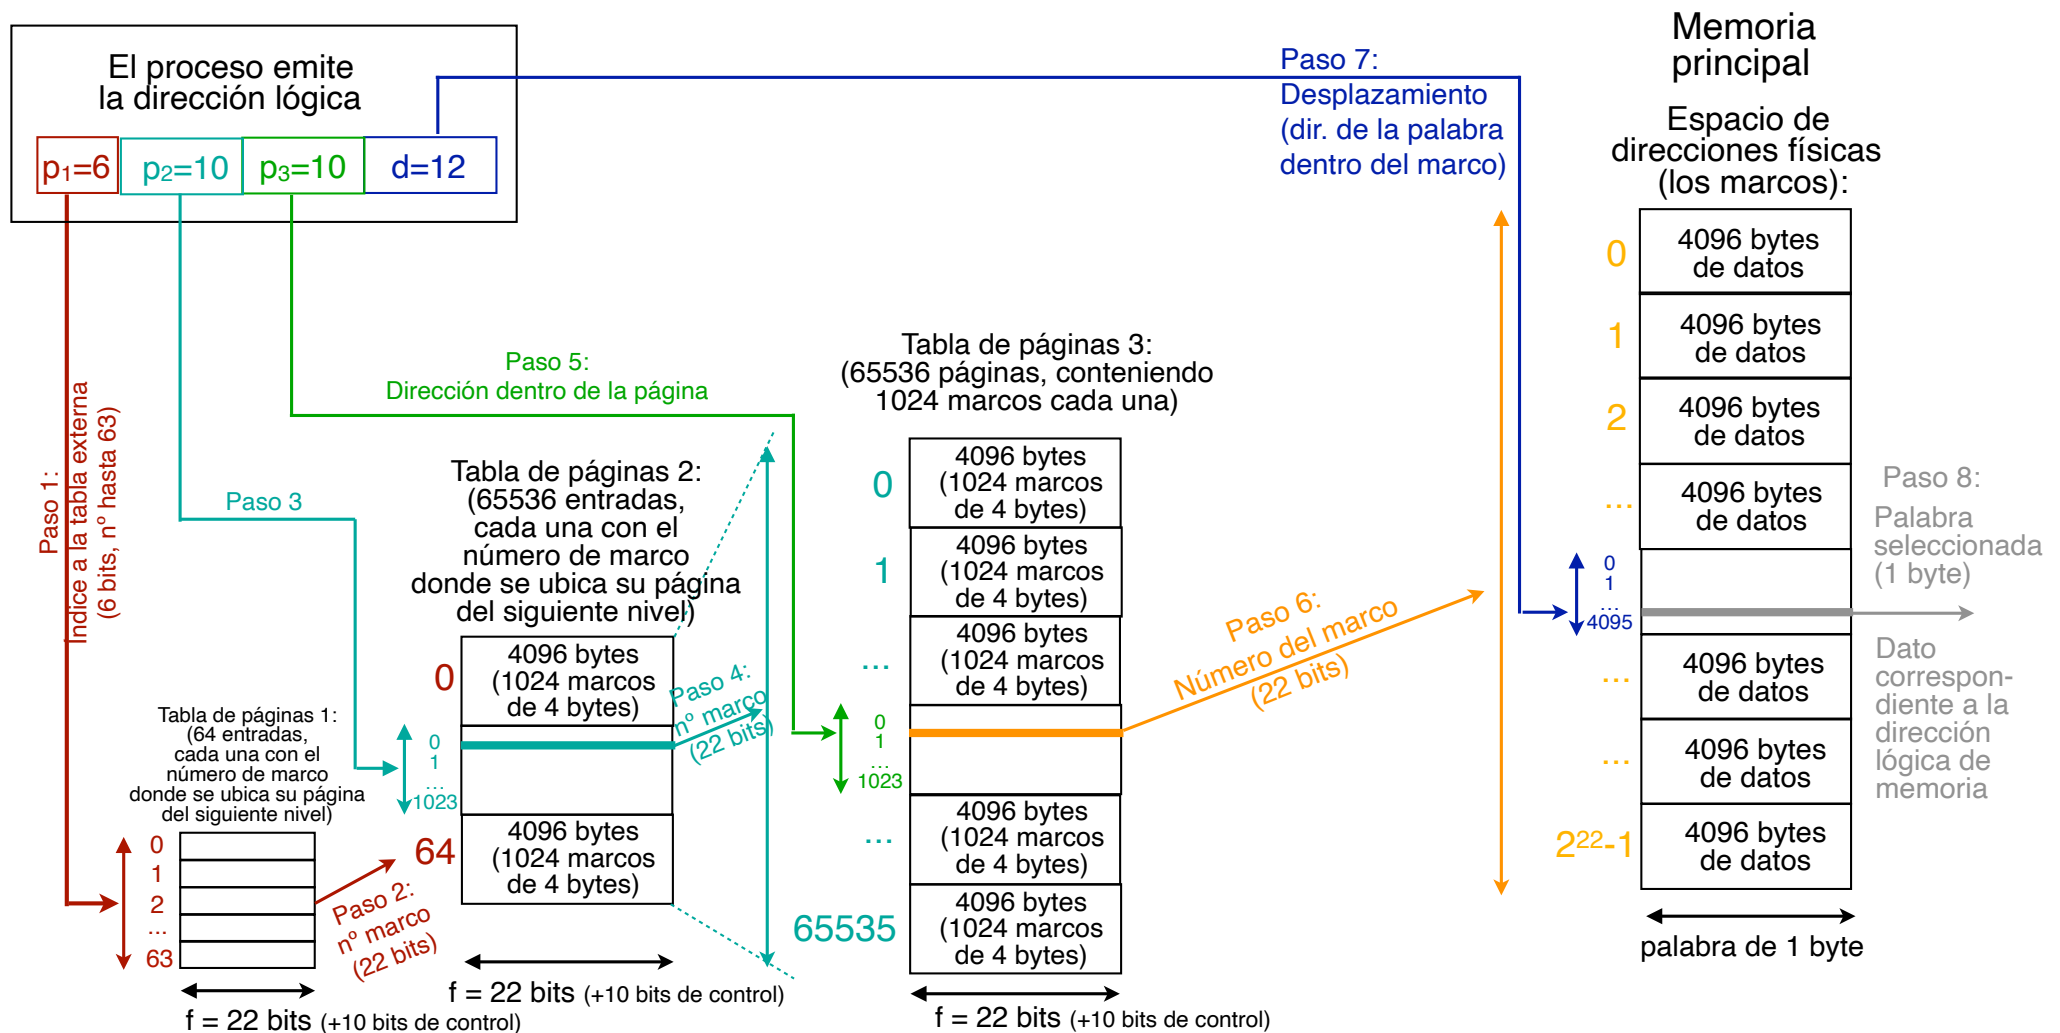 El proceso emite
la dirección lógica
p1=6
p2=10
p3=10
d=12
Paso 1:
Índice a la tabla externa
(6 bits, nº hasta 63)
Tabla de páginas 1:
(64 entradas,
cada una con el
número de marco
donde se ubica su página
del siguiente nivel)
0
1
2
...
63
f = 22 bits (+10 bits de control)
Paso 2:
nº marco
(22 bits)
Paso 3
Tabla de páginas 2:
(65536 entradas,
cada una con el
número de marco
donde se ubica su página
del siguiente nivel)
0
4096 bytes
(1024 marcos
de 4 bytes)
0
1
...
1023
64
4096 bytes
(1024 marcos
de 4 bytes)
f = 22 bits (+10 bits de control)
Paso 4:
nº marco
(22 bits)
Paso 5:
Dirección dentro de la página
Tabla de páginas 3:
(65536 páginas, conteniendo
1024 marcos cada una)
0
4096 bytes
(1024 marcos
de 4 bytes)
1
4096 bytes
(1024 marcos
de 4 bytes)
...
4096 bytes
(1024 marcos
de 4 bytes)
0
1
...
1023
...
4096 bytes
(1024 marcos
de 4 bytes)
65535
4096 bytes
(1024 marcos
de 4 bytes)
f = 22 bits (+10 bits de control)
Paso 6:
Número del marco
(22 bits)
Paso 7:
Desplazamiento
(dir. de la palabra
dentro del marco)
Memoria
principal
Espacio de
direcciones físicas
(los marcos):
0
4096 bytes
de datos
1
4096 bytes
de datos
2
4096 bytes
de datos
...
4096 bytes
de datos
0
1
...
4095
...
4096 bytes
de datos
...
4096 bytes
de datos
2²²-1
4096 bytes
de datos
palabra de 1 byte
Paso 8:
Palabra
seleccionada
(1 byte)
Dato
correspon-
diente a la
dirección
lógica de
memoria